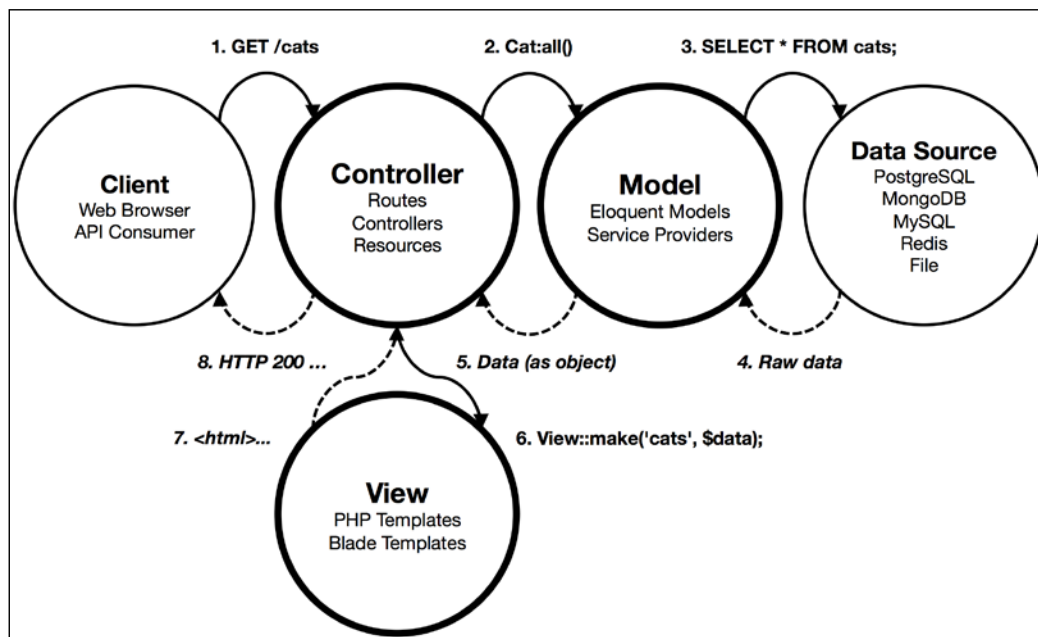 1. GET /cats
2. Cat:all()
3. SELECT * FROM cats;
Client
Web Browser
API Consumer
Controller
Routes
Controllers
Resources
Model
Eloquent Models
Service Providers
Data Source
PostgreSQL
MongoDB
MySQL
Redis
File
8. HTTP 200 ...
5. Data (as object)
4. Raw data
7. <html>...
6. View::make('cats', $data);
View
PHP Templates
Blade Templates